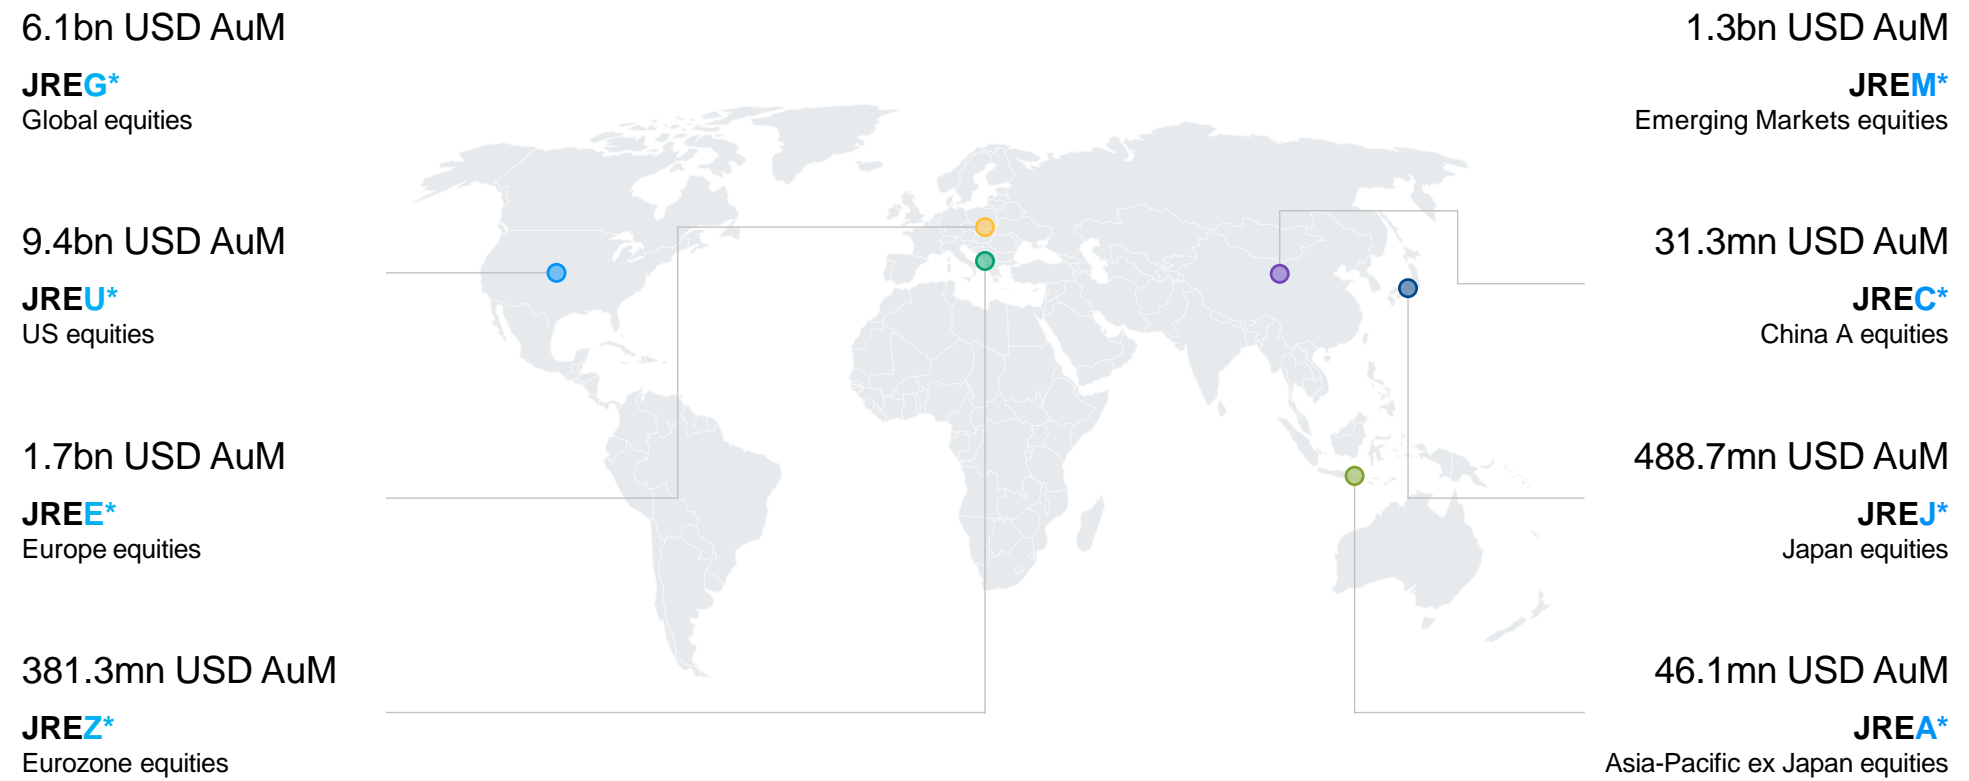 6.1bn USD AuM
JREG*
Global equities
9.4bn USD AuM
JREU*
US equities
1.7bn USD AuM
JREE*
Europe equities
381.3mn USD AuM
JREZ*
Eurozone equities
1.3bn USD AuM
JREM*
Emerging Markets equities
31.3mn USD AuM
JREC*
China A equities
488.7mn USD AuM
JREJ*
Japan equities
46.1mn USD AuM
JREA*
Asia-Pacific ex Japan equities